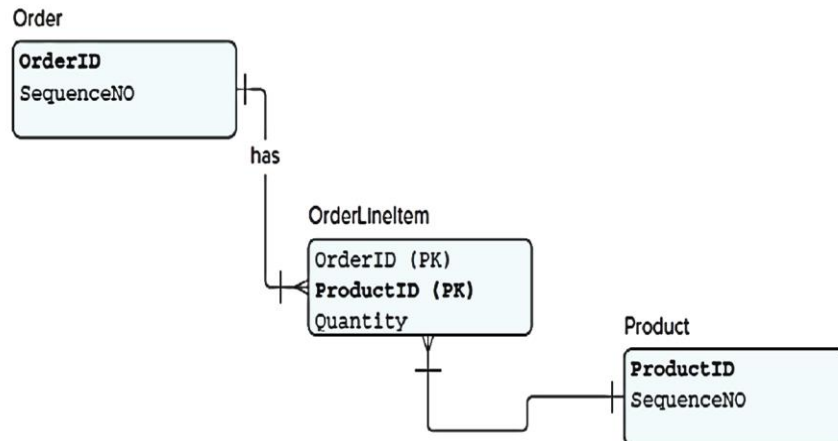 Order
OrderID
SequenceNO
has
OrderLineItem
OrderID (PK)
ProductID (PK)
Quantity
Product
ProductID
SequenceNO